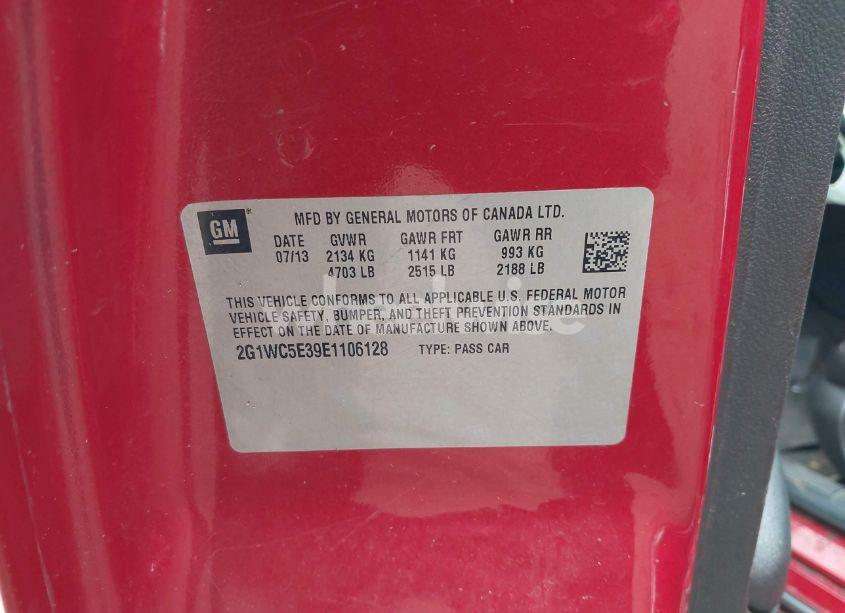 GM ® MFD BY GENERAL MOTORS OF CANADA LTD.
DATE GVWR GAWR FRT GAWR RR
07/13 2134 KG 1141 KG 993 KG
4703 LB 2515 LB 2188 LB
THIS VEHICLE CONFORMS TO ALL APPLICABLE U.S. FEDERAL MOTOR
VEHICLE SAFETY, BUMPER, AND THEFT PREVENTION STANDARDS IN
EFFECT ON THE DATE OF MANUFACTURE SHOWN ABOVE.
2G1WC5E39E1106128 TYPE: PASS CAR